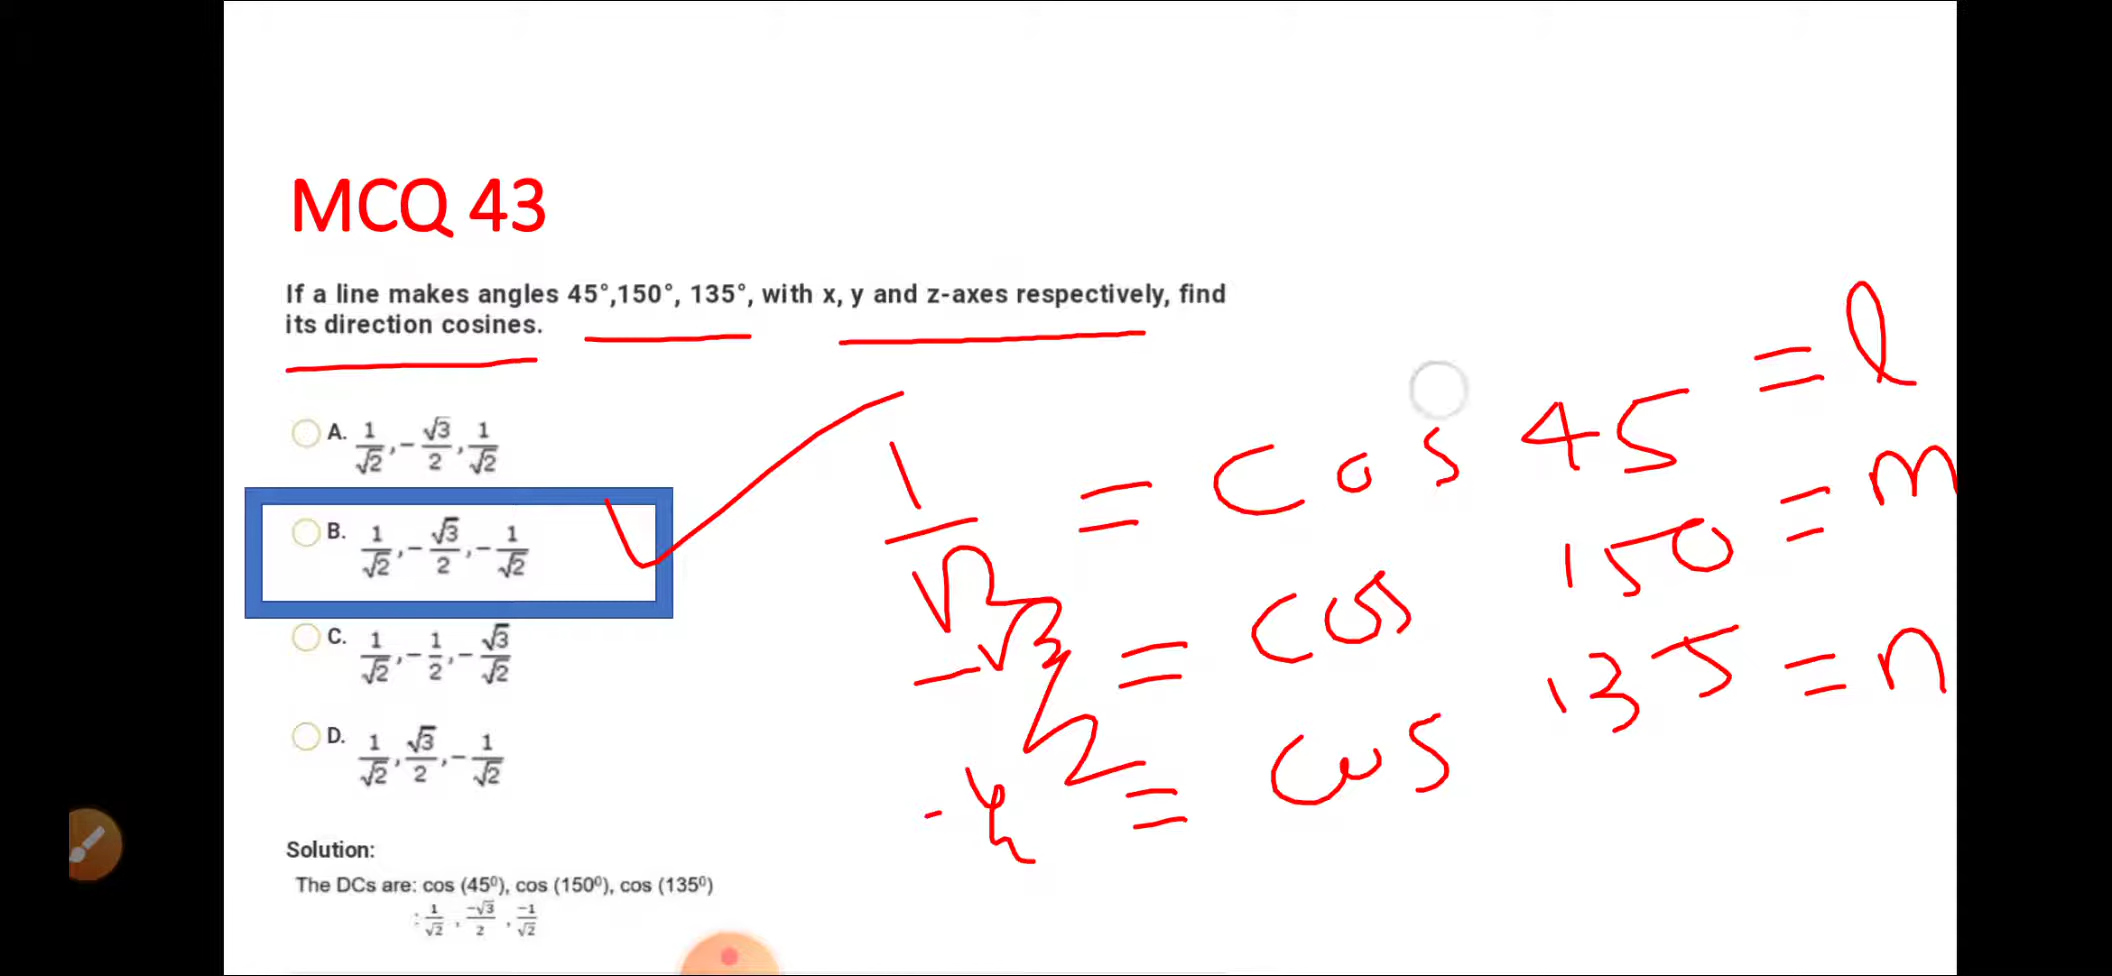 MCQ 43
If a line makes angles 45°,150°, 135°, with x, y and z-axes respectively, find
its direction cosines.
A. 1/√2, -√3/2, 1/√2
B. 1/√2, -√3/2, -1/√2
C. 1/√2, -1/2, -√3/√2
D. 1/√2, √3/2, -1/√2
1/√2 = cos 45 = l
-√3/2 = cos 150 = m
= cos 135 = n
Solution:
The DCs are: cos (45⁰), cos (150⁰), cos (135⁰)
: 1/√2 , -√3/2 , -1/√2